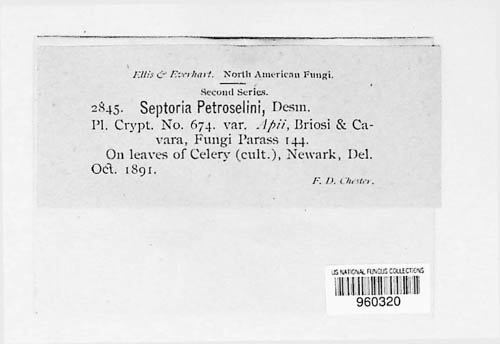 Ellis & Everhart. North American Fungi.
Second Series.
2845. Septoria Petroselini, Desm.
Pl. Crypt. No. 674. var. Apii, Briosi & Ca-
vara, Fungi Parass 144.
On leaves of Celery (cult.), Newark, Del.
Oct. 1891.
F. D. Chester.
US NATIONAL FUNGUS COLLECTIONS
960320